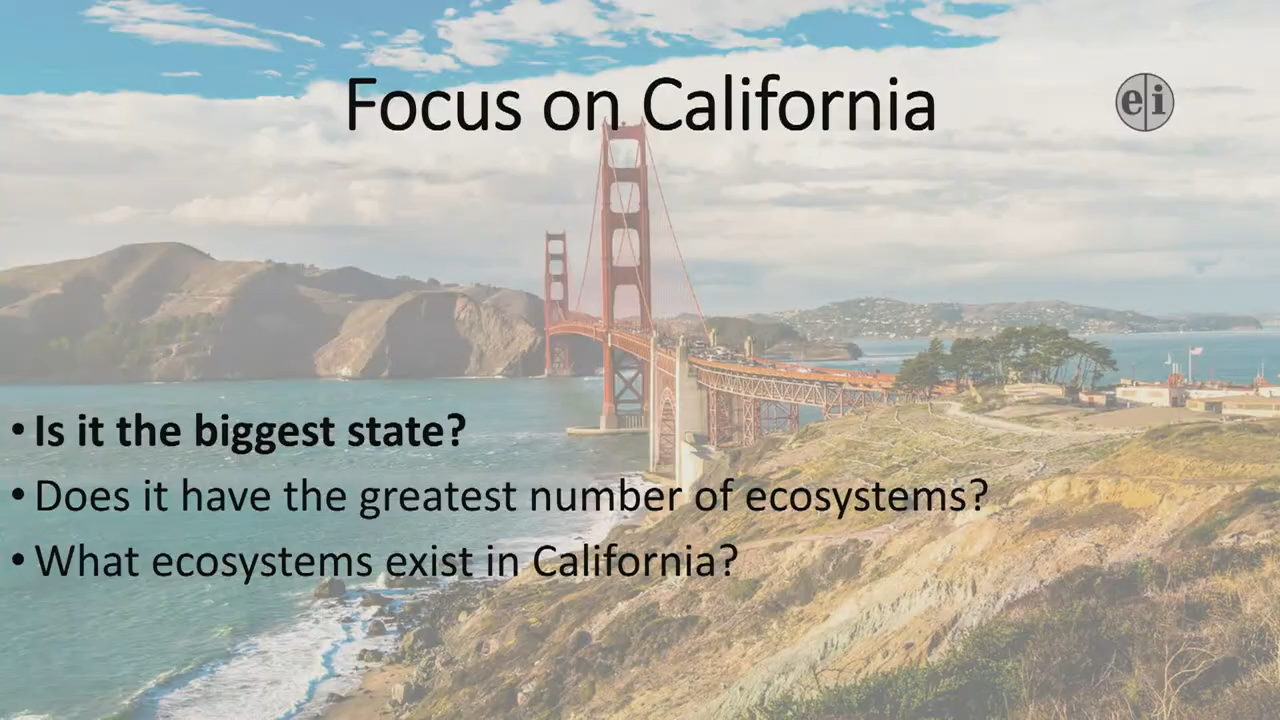 Focus on California
e|i
• Is it the biggest state?
• Does it have the greatest number of ecosystems?
• What ecosystems exist in California?